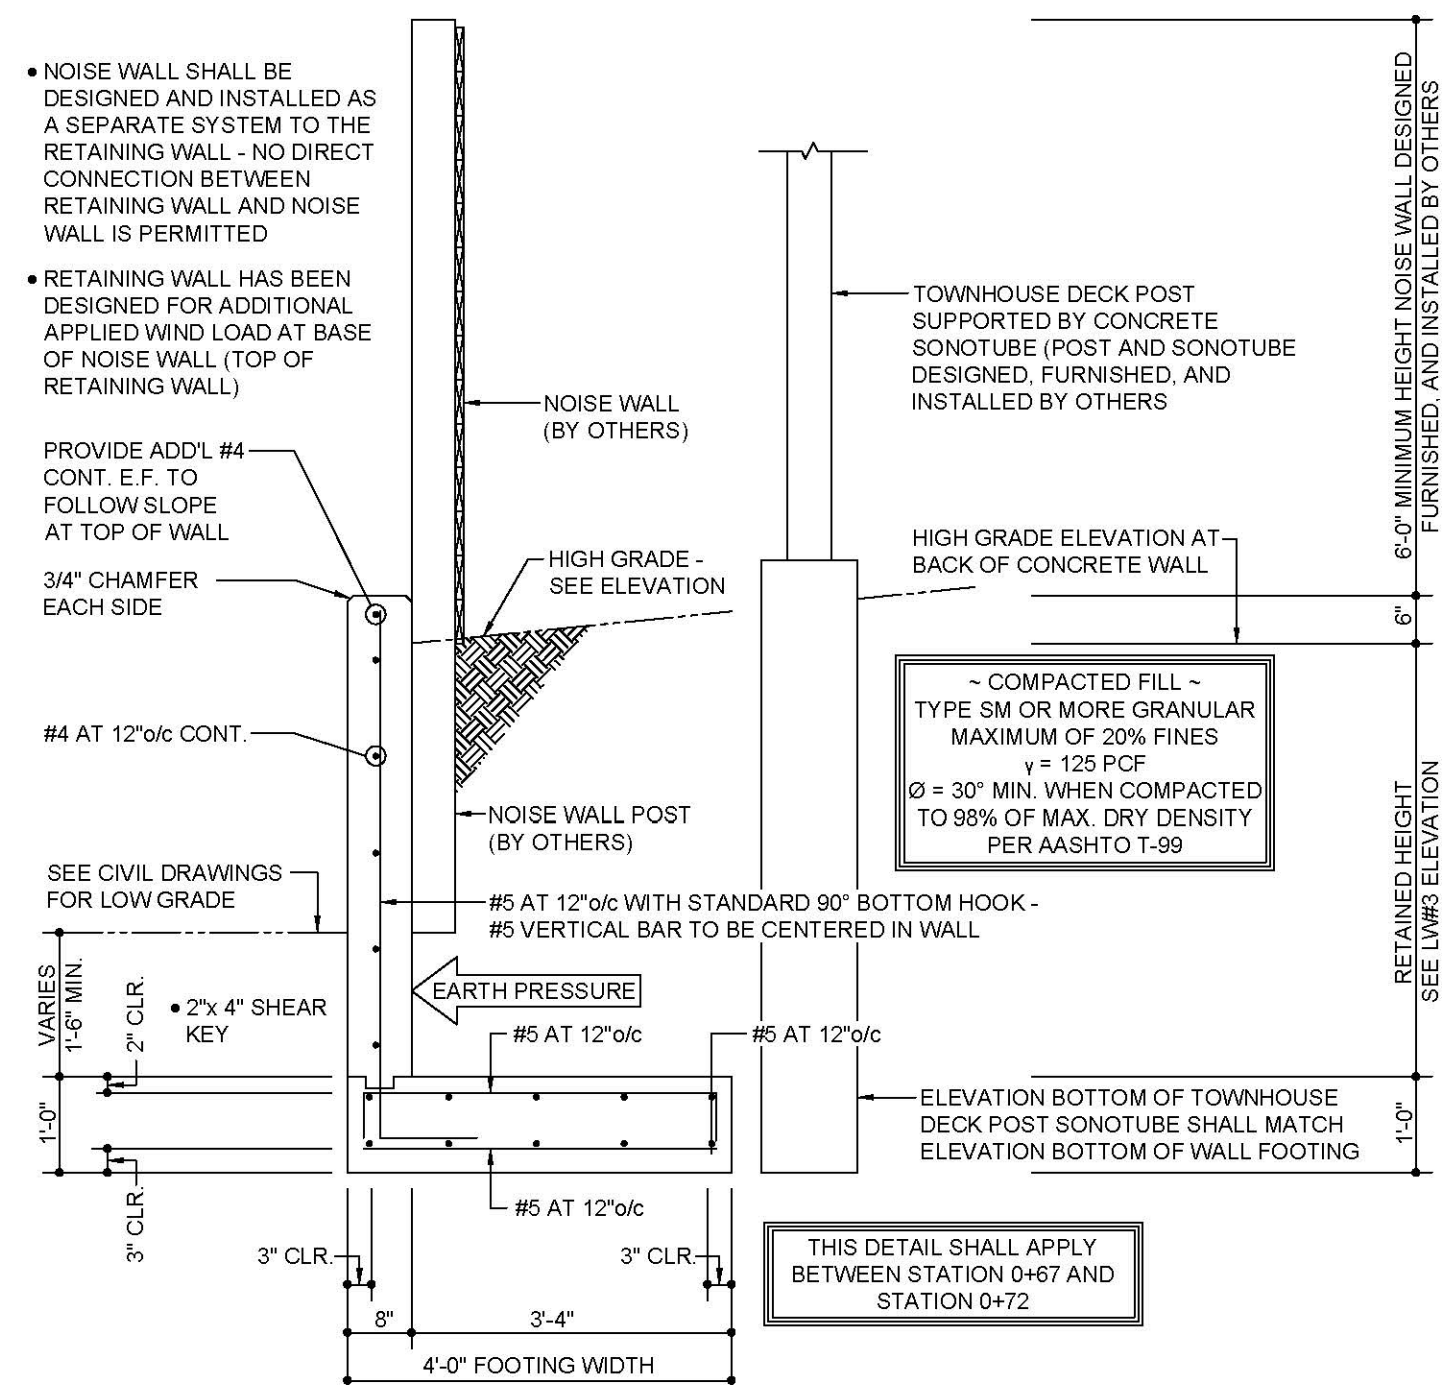 • NOISE WALL SHALL BE
DESIGNED AND INSTALLED AS
A SEPARATE SYSTEM TO THE
RETAINING WALL - NO DIRECT
CONNECTION BETWEEN
RETAINING WALL AND NOISE
WALL IS PERMITTED
• RETAINING WALL HAS BEEN
DESIGNED FOR ADDITIONAL
APPLIED WIND LOAD AT BASE
OF NOISE WALL (TOP OF
RETAINING WALL)
PROVIDE ADD'L #4
CONT. E.F. TO
FOLLOW SLOPE
AT TOP OF WALL
3/4" CHAMFER
EACH SIDE
#4 AT 12"o/c CONT.
SEE CIVIL DRAWINGS
FOR LOW GRADE
VARIES
1'-6" MIN.
2" CLR.
• 2"x 4" SHEAR
KEY
1'-0"
3" CLR.
NOISE WALL
(BY OTHERS)
HIGH GRADE -
SEE ELEVATION
NOISE WALL POST
(BY OTHERS)
#5 AT 12"o/c WITH STANDARD 90° BOTTOM HOOK -
#5 VERTICAL BAR TO BE CENTERED IN WALL
EARTH PRESSURE
#5 AT 12"o/c
#5 AT 12"o/c
#5 AT 12"o/c
3" CLR.
3" CLR.
8"
3'-4"
4'-0" FOOTING WIDTH
TOWNHOUSE DECK POST
SUPPORTED BY CONCRETE
SONOTUBE (POST AND SONOTUBE
DESIGNED, FURNISHED, AND
INSTALLED BY OTHERS
HIGH GRADE ELEVATION AT
BACK OF CONCRETE WALL
~ COMPACTED FILL ~
TYPE SM OR MORE GRANULAR
MAXIMUM OF 20% FINES
γ = 125 PCF
Ø = 30° MIN. WHEN COMPACTED
TO 98% OF MAX. DRY DENSITY
PER AASHTO T-99
ELEVATION BOTTOM OF TOWNHOUSE
DECK POST SONOTUBE SHALL MATCH
ELEVATION BOTTOM OF WALL FOOTING
THIS DETAIL SHALL APPLY
BETWEEN STATION 0+67 AND
STATION 0+72
6'-0" MINIMUM HEIGHT NOISE WALL DESIGNED
FURNISHED, AND INSTALLED BY OTHERS
6"
RETAINED HEIGHT
SEE LW#3 ELEVATION
1'-0"